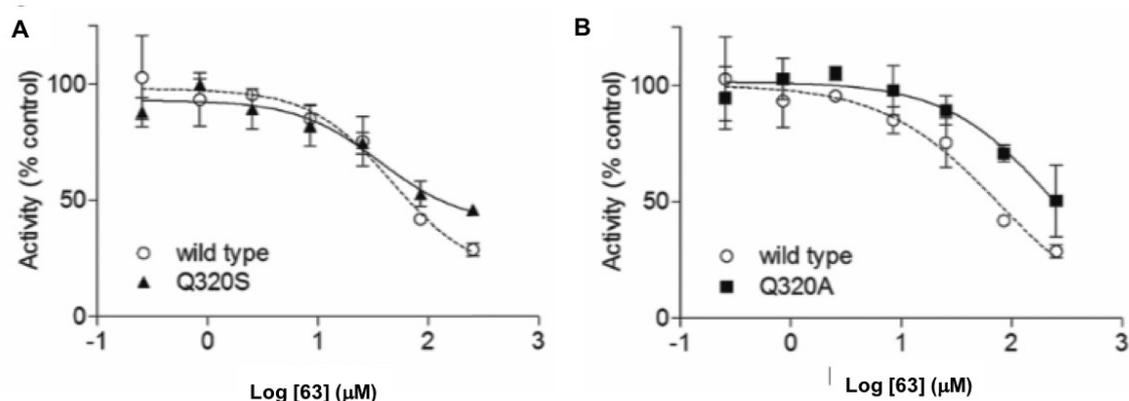 A
Activity (% control)
100
50
0
wild type
Q320S
-1 0 1 2 3
Log [63] (µM)
B
Activity (% control)
100
50
0
wild type
Q320A
-1 0 1 2 3
Log [63] (µM)